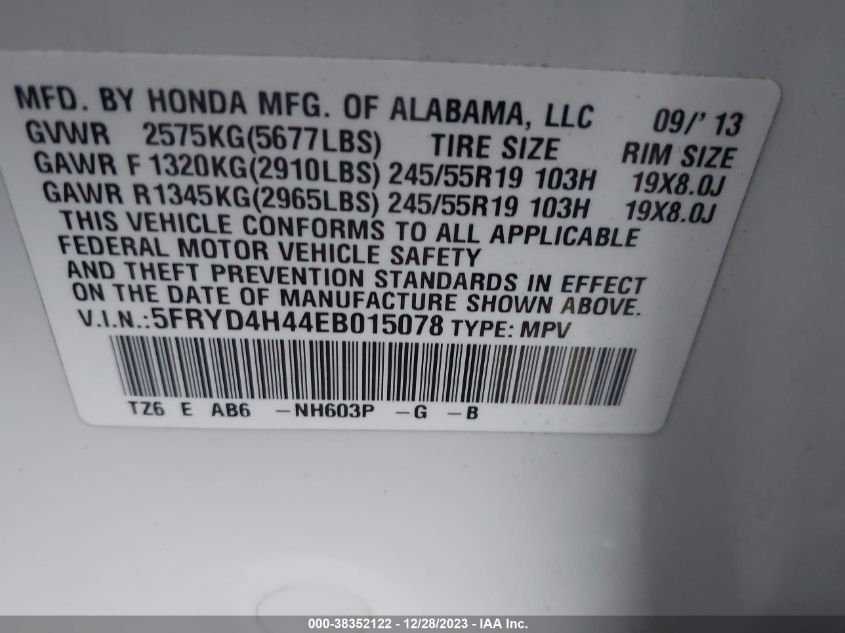 MFD. BY HONDA MFG. OF ALABAMA, LLC 09/' 13
GVWR 2575KG(5677LBS) TIRE SIZE RIM SIZE
GAWR F 1320KG(2910LBS) 245/55R19 103H 19X8.0J
GAWR R1345KG(2965LBS) 245/55R19 103H 19X8.0J
THIS VEHICLE CONFORMS TO ALL APPLICABLE
FEDERAL MOTOR VEHICLE SAFETY
AND THEFT PREVENTION STANDARDS IN EFFECT
ON THE DATE OF MANUFACTURE SHOWN ABOVE.
V.I.N.:5FRYD4H44EB015078 TYPE: MPV
TZ6 E AB6 -NH603P -G -B
000-38352122 - 12/28/2023 - IAA Inc.